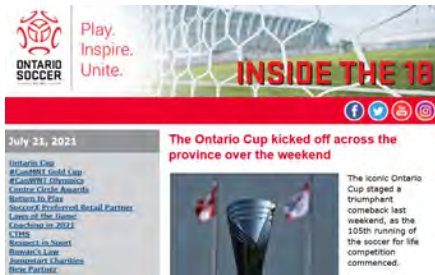 Play.
Inspire.
Unite.
ONTARIO
SOCCER
INSIDE THE 18
July 21, 2021
Ontario Cup
#CanMNT Gold Cup
#CanWNT Olympics
Centre Circle Awards
Return to Play
SoccerX Preferred Retail Partner
Laws of the Game
Coaching in 2021
CTMS
Respect in Sport
Rowan's Law
Jumpstart Charities
New Partner
The Ontario Cup kicked off across the
province over the weekend
The iconic Ontario
Cup staged a
triumphant
comeback last
weekend, as the
105th running of
the soccer for life
competition
commenced.